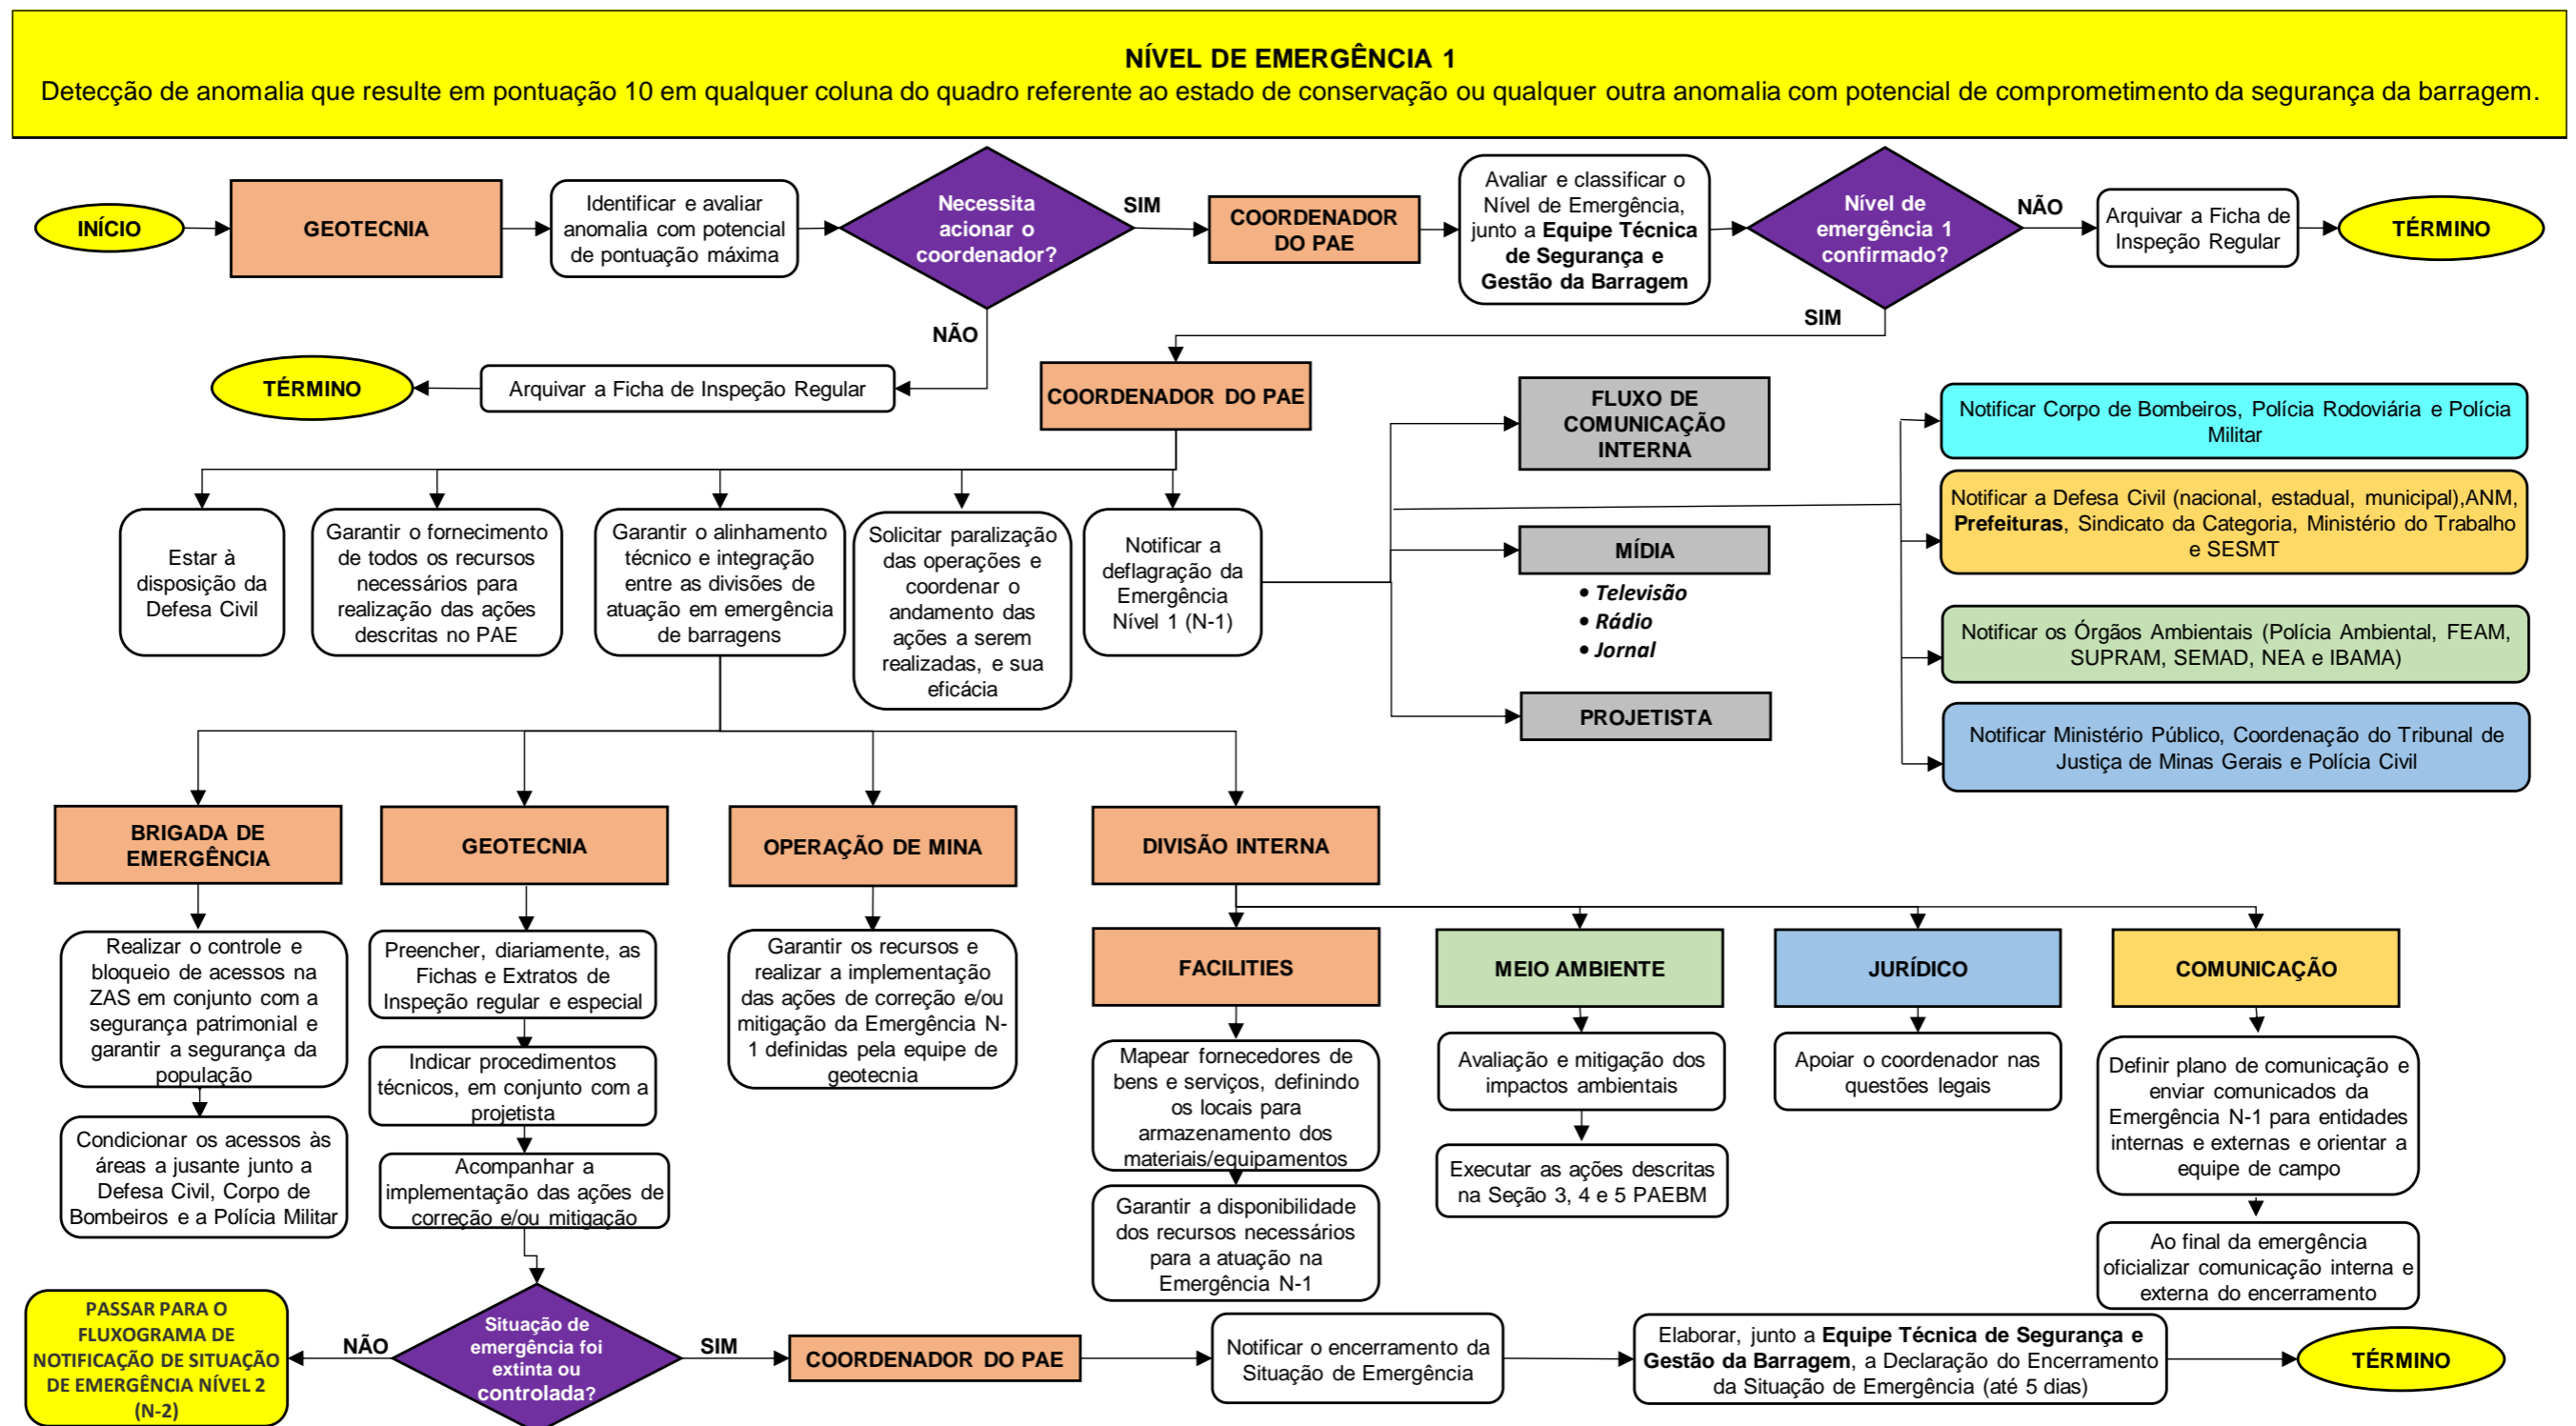 NÍVEL DE EMERGÊNCIA 1
Detecção de anomalia que resulte em pontuação 10 em qualquer coluna do quadro referente ao estado de conservação ou qualquer outra anomalia com potencial de comprometimento da segurança da barragem.
INÍCIO
GEOTECNIA
Identificar e avaliar
anomalia com potencial
de pontuação máxima
Necessita
acionar o
coordenador?
SIM
COORDENADOR
DO PAE
Avaliar e classificar o
Nível de Emergência,
junto a Equipe Técnica
de Segurança e
Gestão da Barragem
Nível de
emergência 1
confirmado?
NÃO
Arquivar a Ficha de
Inspeção Regular
TÉRMINO
NÃO
SIM
TÉRMINO
Arquivar a Ficha de Inspeção Regular
COORDENADOR DO PAE
Estar à
disposição da
Defesa Civil
Garantir o fornecimento
de todos os recursos
necessários para
realização das ações
descritas no PAE
Garantir o alinhamento
técnico e integração
entre as divisões de
atuação em emergência
de barragens
Solicitar paralização
das operações e
coordenar o
andamento das
ações a serem
realizadas, e sua
eficácia
Notificar a
deflagração da
Emergência
Nível 1 (N-1)
FLUXO DE
COMUNICAÇÃO
INTERNA
MÍDIA
• Televisão
• Rádio
• Jornal
PROJETISTA
Notificar Corpo de Bombeiros, Polícia Rodoviária e Polícia
Militar
Notificar a Defesa Civil (nacional, estadual, municipal),ANM,
Prefeituras, Sindicato da Categoria, Ministério do Trabalho
e SESMT
Notificar os Órgãos Ambientais (Polícia Ambiental, FEAM,
SUPRAM, SEMAD, NEA e IBAMA)
Notificar Ministério Público, Coordenação do Tribunal de
Justiça de Minas Gerais e Polícia Civil
BRIGADA DE
EMERGÊNCIA
GEOTECNIA
OPERAÇÃO DE MINA
DIVISÃO INTERNA
Realizar o controle e
bloqueio de acessos na
ZAS em conjunto com a
segurança patrimonial e
garantir a segurança da
população
Condicionar os acessos às
áreas a jusante junto a
Defesa Civil, Corpo de
Bombeiros e a Polícia Militar
Preencher, diariamente, as
Fichas e Extratos de
Inspeção regular e especial
Indicar procedimentos
técnicos, em conjunto com a
projetista
Acompanhar a
implementação das ações de
correção e/ou mitigação
Garantir os recursos e
realizar a implementação
das ações de correção e/ou
mitigação da Emergência N-
1 definidas pela equipe de
geotecnia
FACILITIES
MEIO AMBIENTE
JURÍDICO
COMUNICAÇÃO
Mapear fornecedores de
bens e serviços, definindo
os locais para
armazenamento dos
materiais/equipamentos
Garantir a disponibilidade
dos recursos necessários
para a atuação na
Emergência N-1
Avaliação e mitigação dos
impactos ambientais
Executar as ações descritas
na Seção 3, 4 e 5 PAEBM
Apoiar o coordenador nas
questões legais
Definir plano de comunicação e
enviar comunicados da
Emergência N-1 para entidades
internas e externas e orientar a
equipe de campo
Ao final da emergência
oficializar comunicação interna e
externa do encerramento
PASSAR PARA O
FLUXOGRAMA DE
NOTIFICAÇÃO DE SITUAÇÃO
DE EMERGÊNCIA NÍVEL 2
(N-2)
NÃO
Situação de
emergência foi
extinta ou
controlada?
SIM
COORDENADOR DO PAE
Notificar o encerramento da
Situação de Emergência
Elaborar, junto a Equipe Técnica de Segurança e
Gestão da Barragem, a Declaração do Encerramento
da Situação de Emergência (até 5 dias)
TÉRMINO